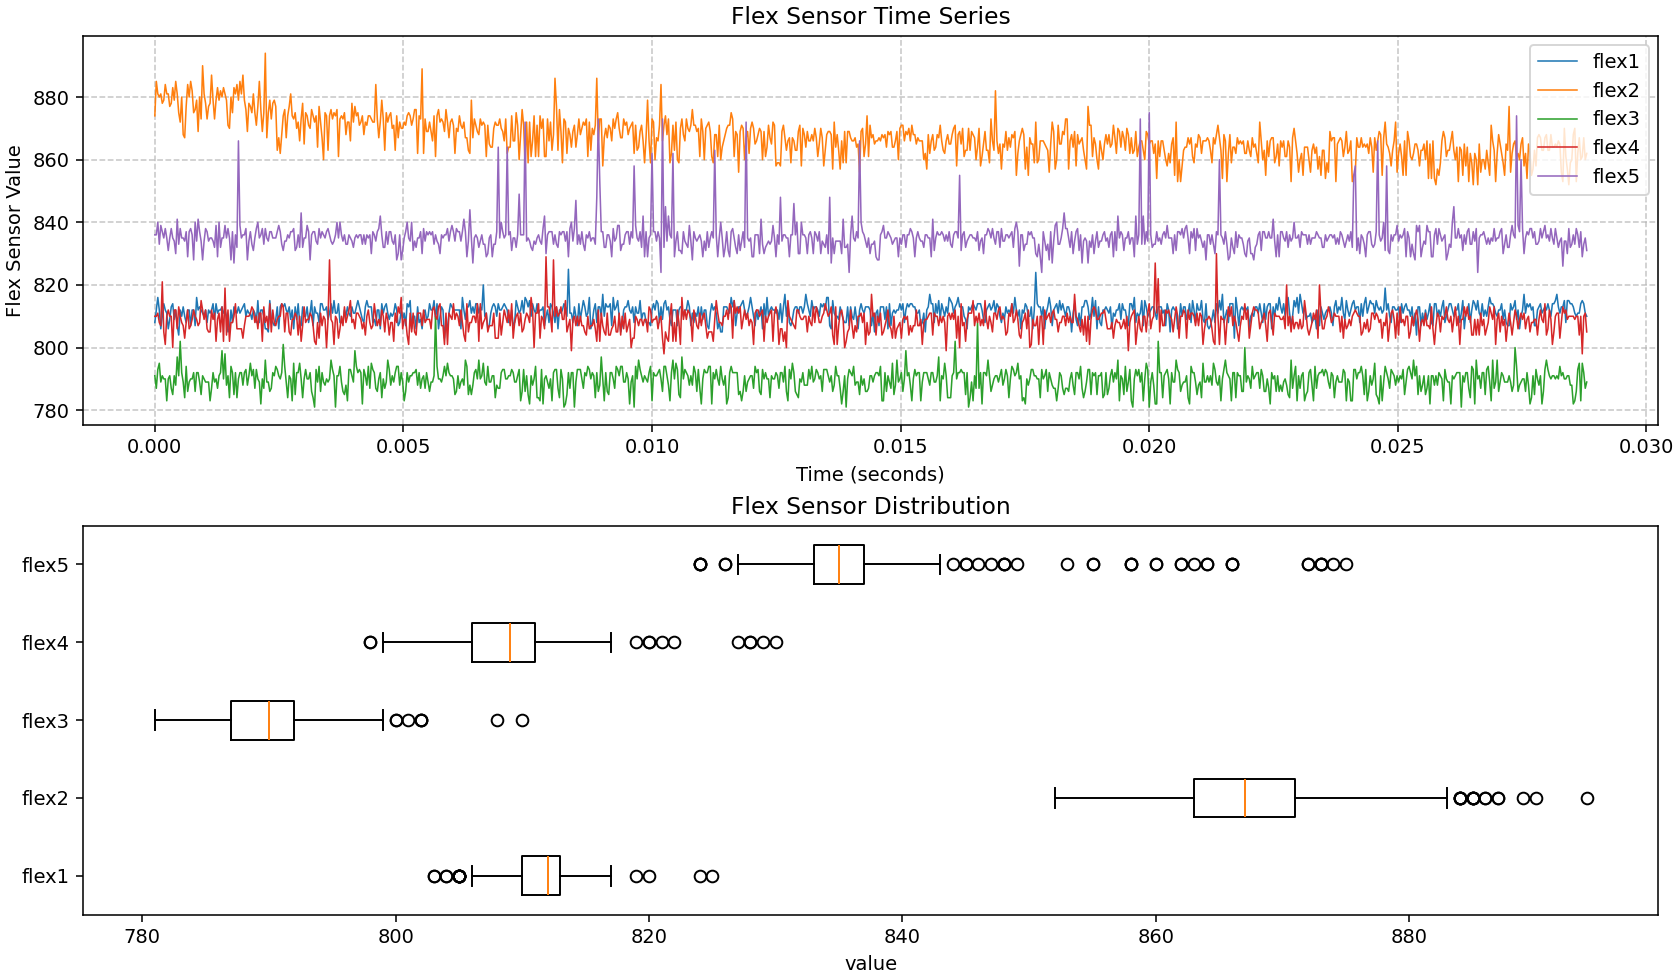 Flex Sensor Time Series
Flex Sensor Value
880
860
840
820
800
780
flex1
flex2
flex3
flex4
flex5
0.000 0.005 0.010 0.015 0.020 0.025 0.030
Time (seconds)
Flex Sensor Distribution
flex5
flex4
flex3
flex2
flex1
780 800 820 840 860 880
value